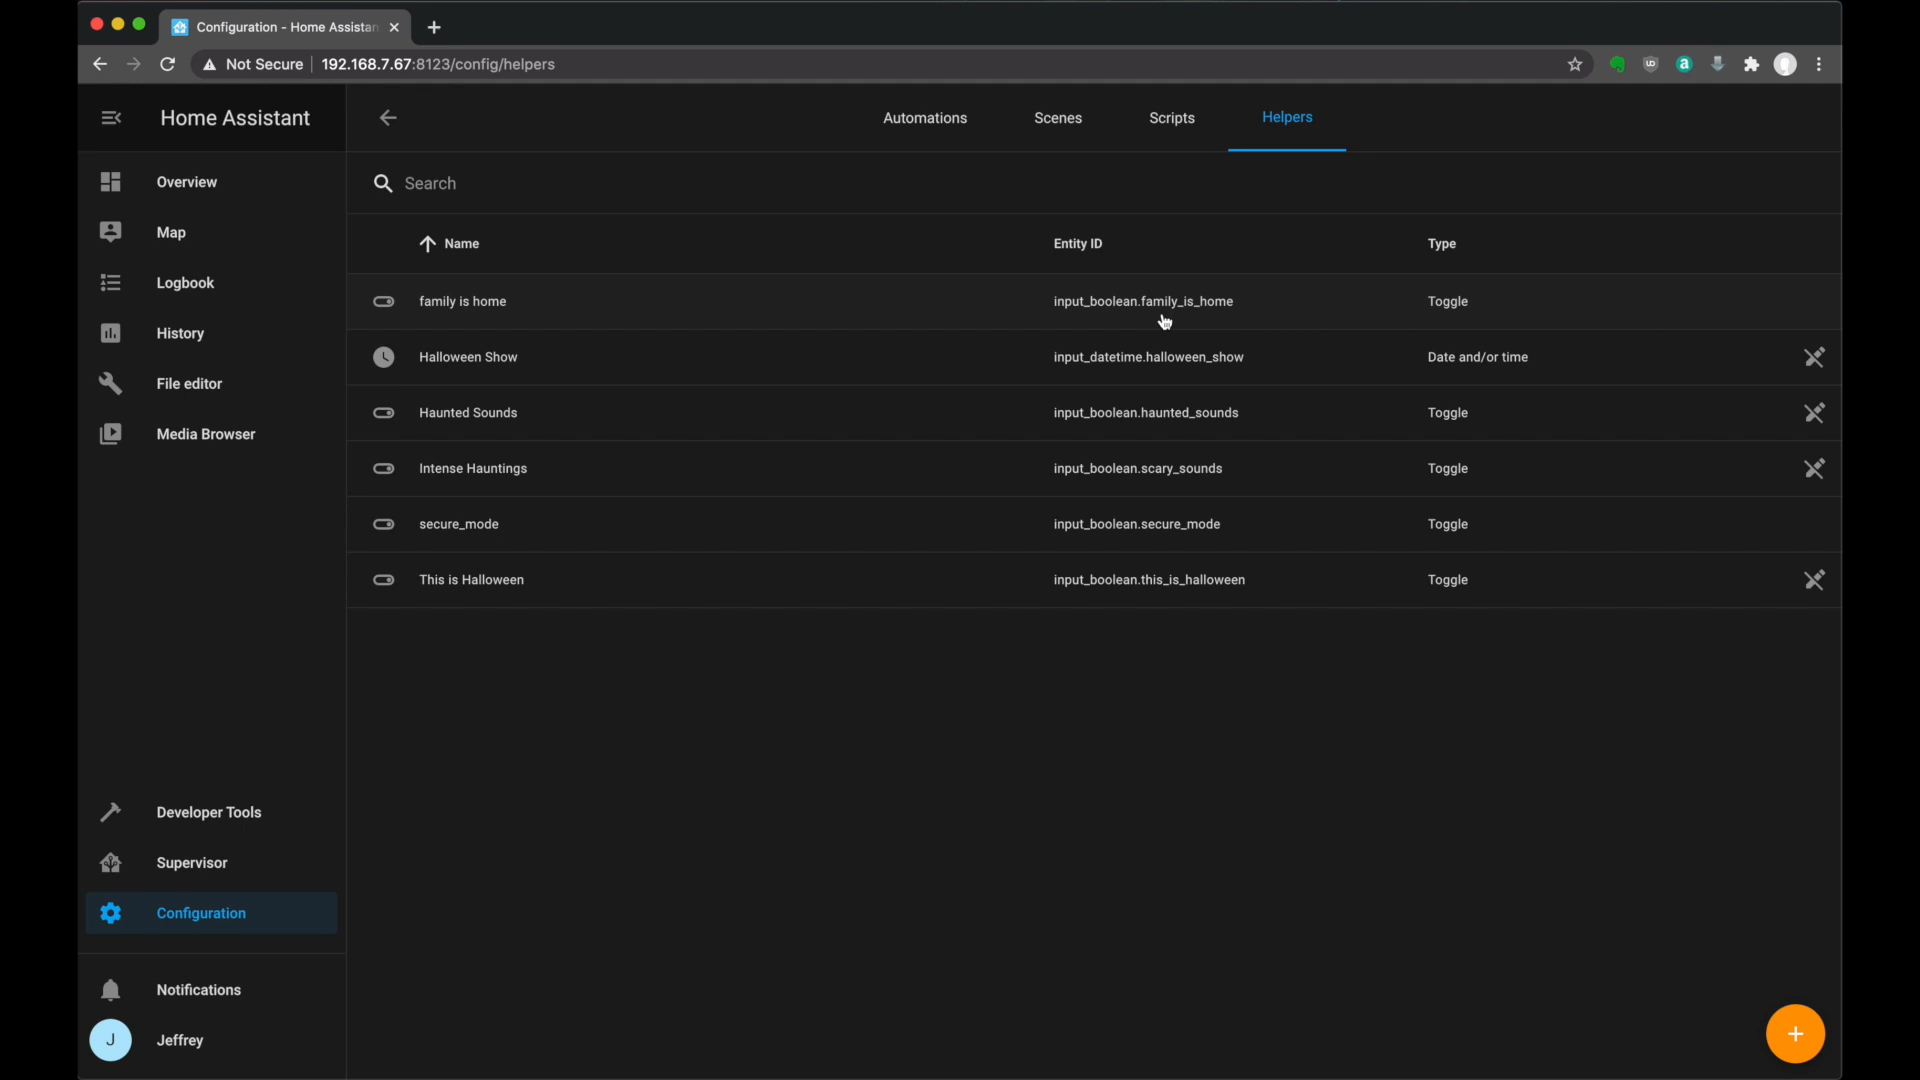 Configuration - Home Assistan
Not Secure 192.168.7.67:8123/config/helpers
Home Assistant
Automations Scenes Scripts Helpers
Overview
Map
Logbook
History
File editor
Media Browser
Developer Tools
Supervisor
Configuration
Notifications
J Jeffrey
Search
Name Entity ID Type
family is home input_boolean.family_is_home Toggle
Halloween Show input_datetime.halloween_show Date and/or time
Haunted Sounds input_boolean.haunted_sounds Toggle
Intense Hauntings input_boolean.scary_sounds Toggle
secure_mode input_boolean.secure_mode Toggle
This is Halloween input_boolean.this_is_halloween Toggle